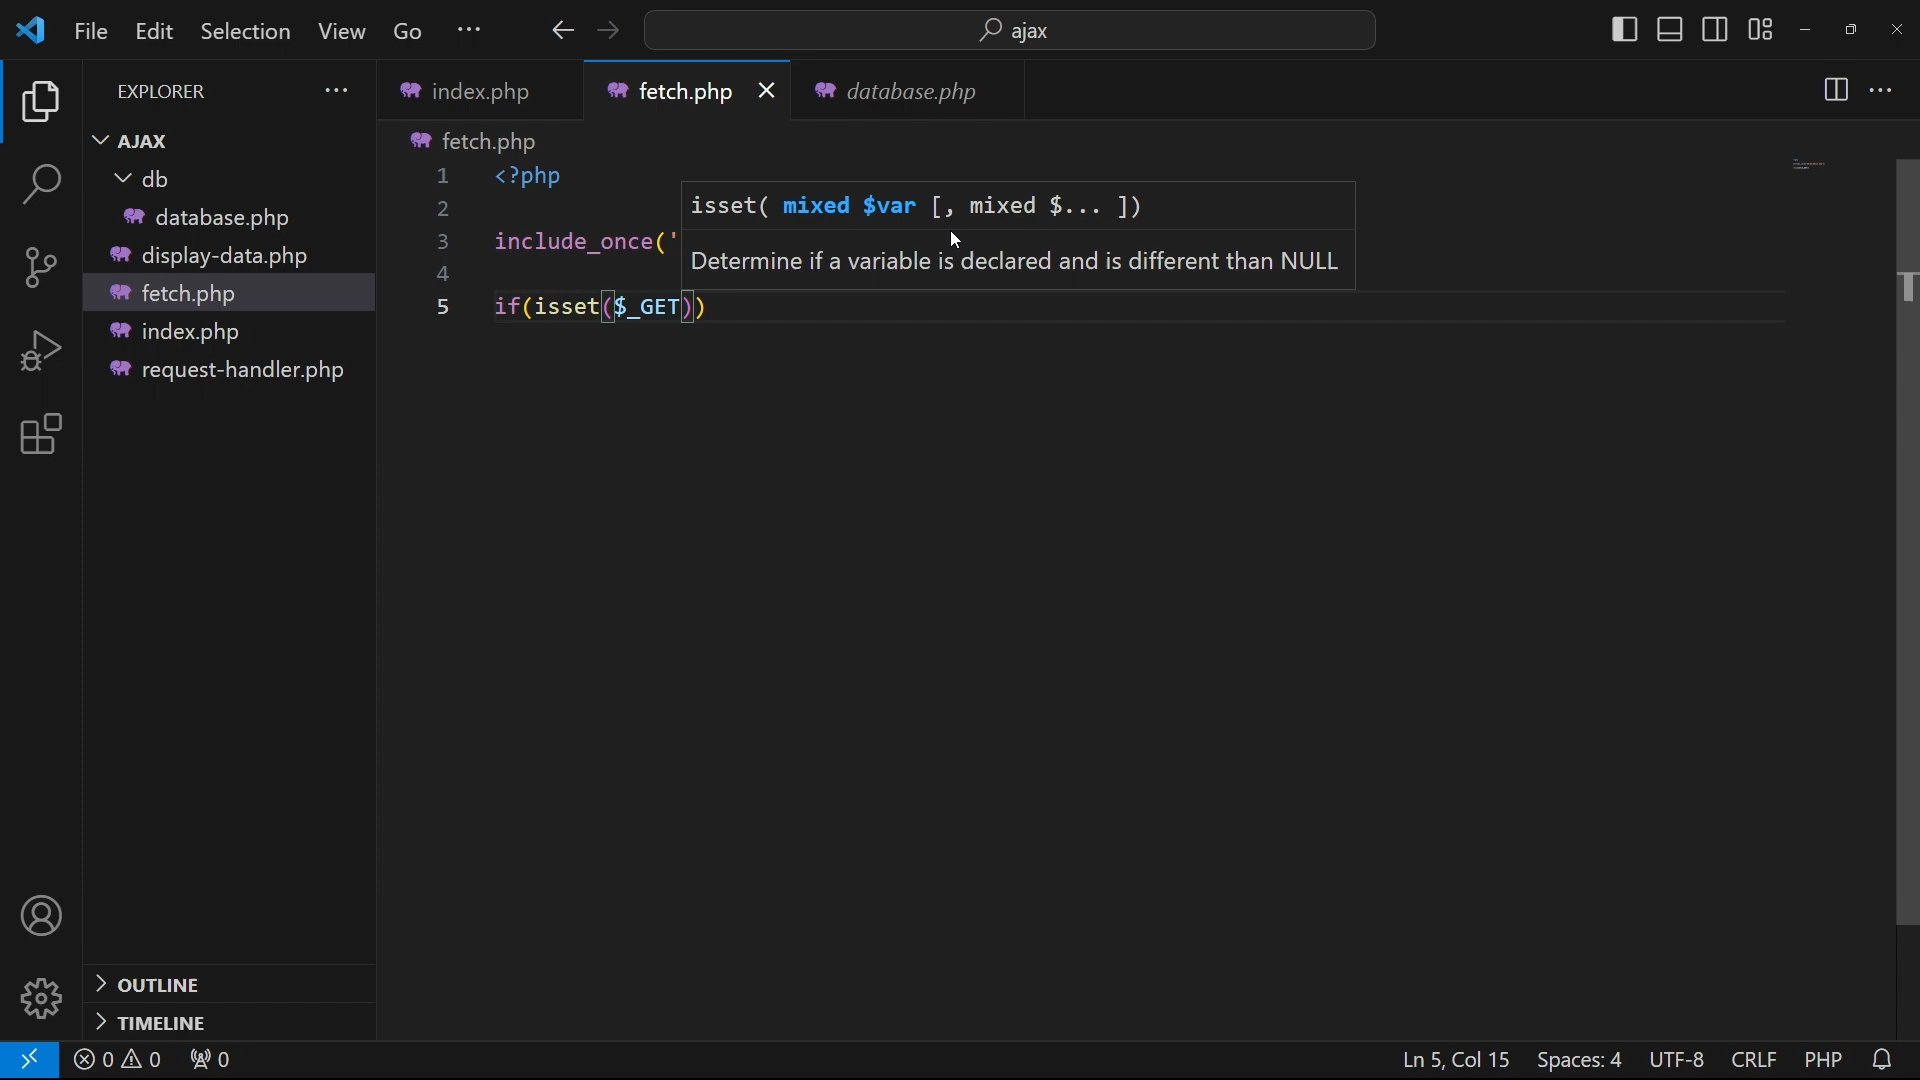 File Edit Selection View Go ··· ajax
EXPLORER ···
index.php fetch.php database.php ···
AJAX
db
database.php
display-data.php
fetch.php
index.php
request-handler.php
OUTLINE
TIMELINE
fetch.php
1 <?php
2
3 include_once('
4
5 if(isset($_GET))
isset( mixed $var [, mixed $... ])
Determine if a variable is declared and is different than NULL
0 0 0 Ln 5, Col 15 Spaces: 4 UTF-8 CRLF PHP